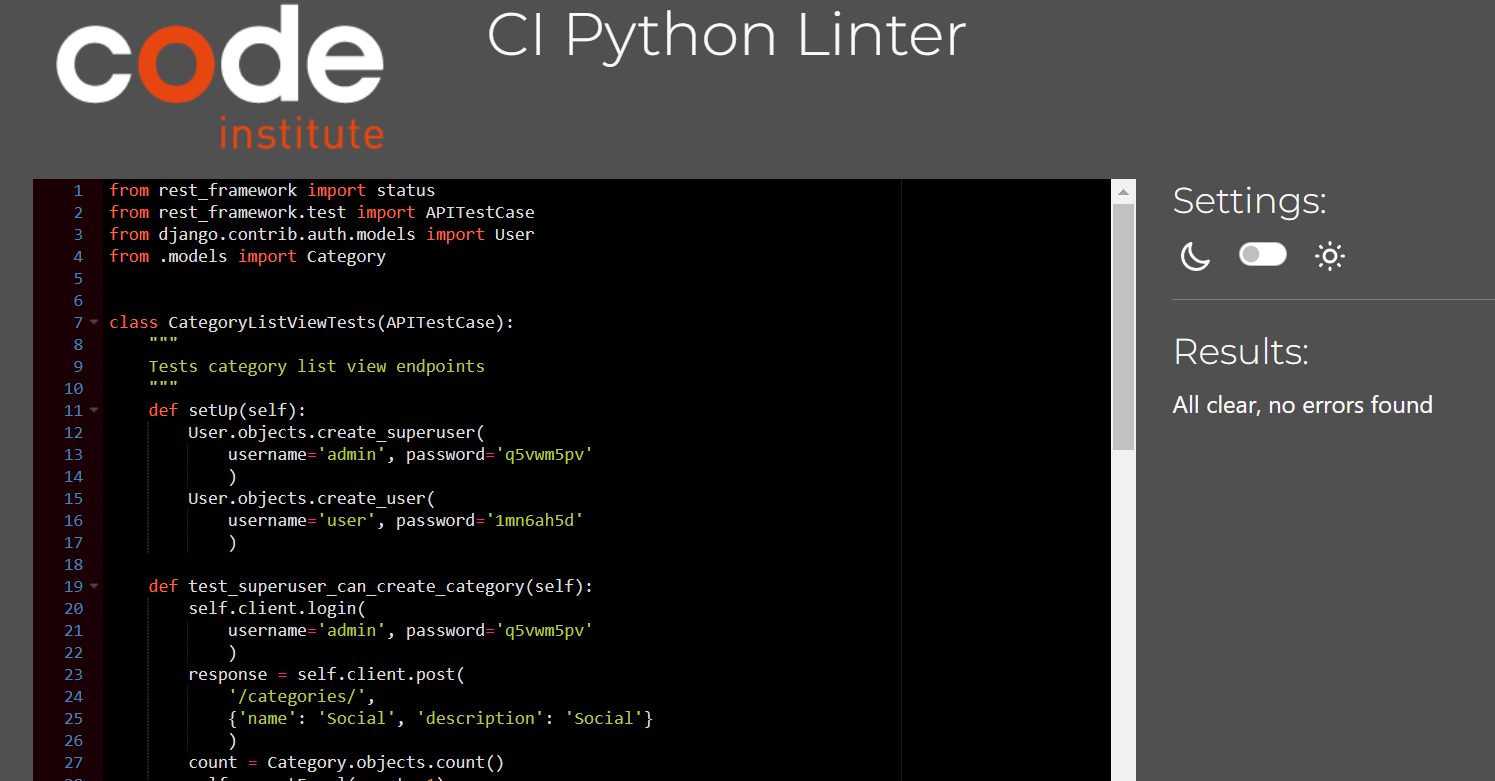 code
institute
CI Python Linter
1 from rest_framework import status
2 from rest_framework.test import APITestCase
3 from django.contrib.auth.models import User
4 from .models import Category
5
6
7 class CategoryListViewTests(APITestCase):
8     """
9     Tests category list view endpoints
10     """
11     def setUp(self):
12         User.objects.create_superuser(
13             username='admin', password='q5vwm5pv'
14             )
15         User.objects.create_user(
16             username='user', password='1mn6ah5d'
17             )
18
19     def test_superuser_can_create_category(self):
20         self.client.login(
21             username='admin', password='q5vwm5pv'
22             )
23         response = self.client.post(
24             '/categories/',
25             {'name': 'Social', 'description': 'Social'}
26             )
27         count = Category.objects.count()
Settings:
Results:
All clear, no errors found